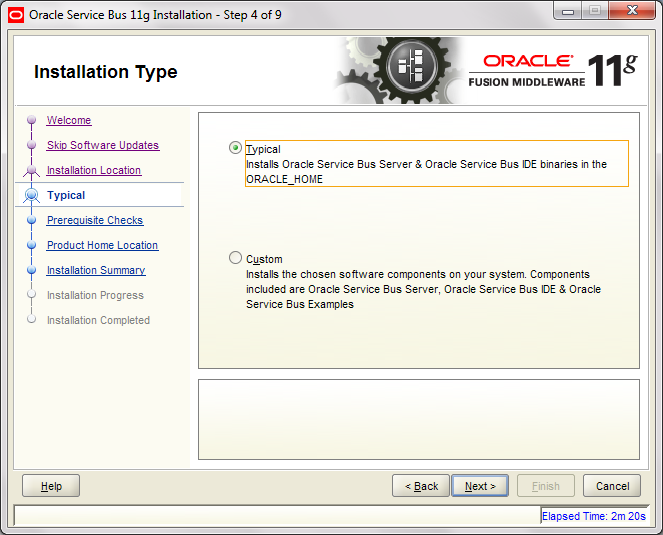 Oracle Service Bus 11g Installation - Step 4 of 9
Installation Type
ORACLE
FUSION MIDDLEWARE 11g
Welcome
Skip Software Updates
Installation Location
Typical
Prerequisite Checks
Product Home Location
Installation Summary
Installation Progress
Installation Completed
Typical
Installs Oracle Service Bus Server & Oracle Service Bus IDE binaries in the
ORACLE_HOME
Custom
Installs the chosen software components on your system. Components
included are Oracle Service Bus Server, Oracle Service Bus IDE & Oracle
Service Bus Examples
Help
< Back
Next >
Finish
Cancel
Elapsed Time: 2m 20s